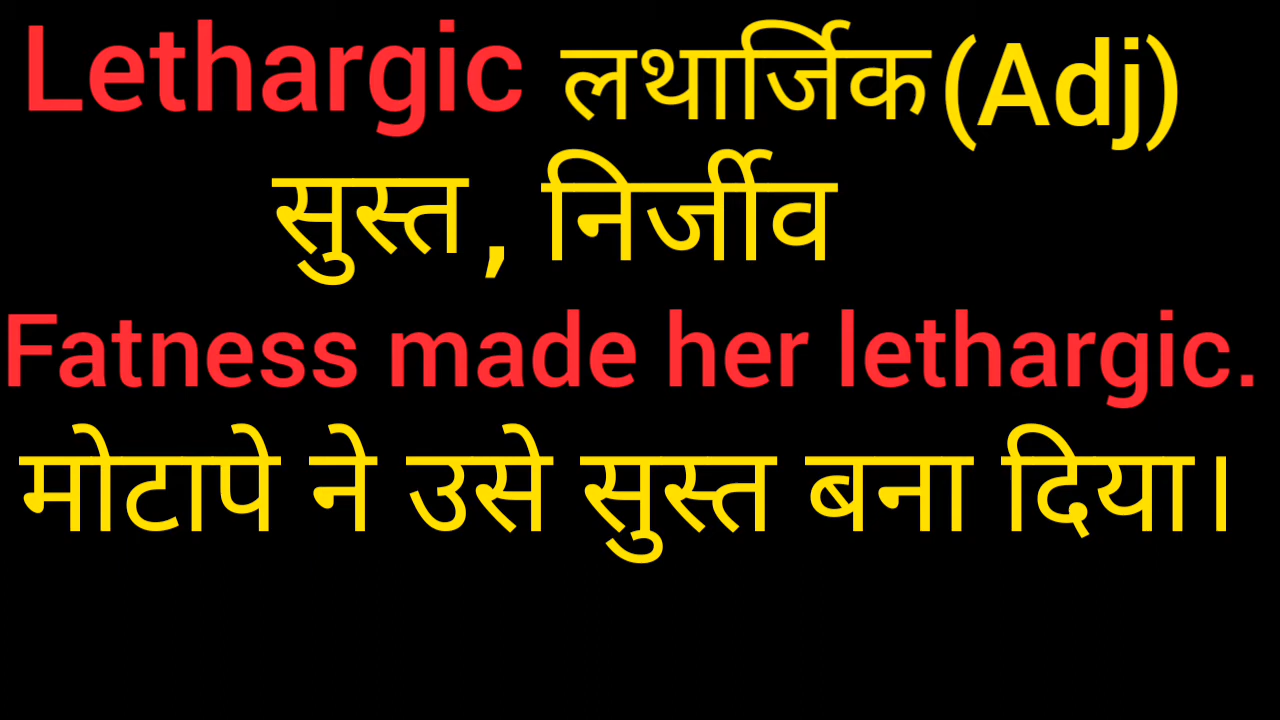 Lethargic लथार्जिक (Adj)
सुस्त, निर्जीव
Fatness made her lethargic.
मोटापे ने उसे सुस्त बना दिया।